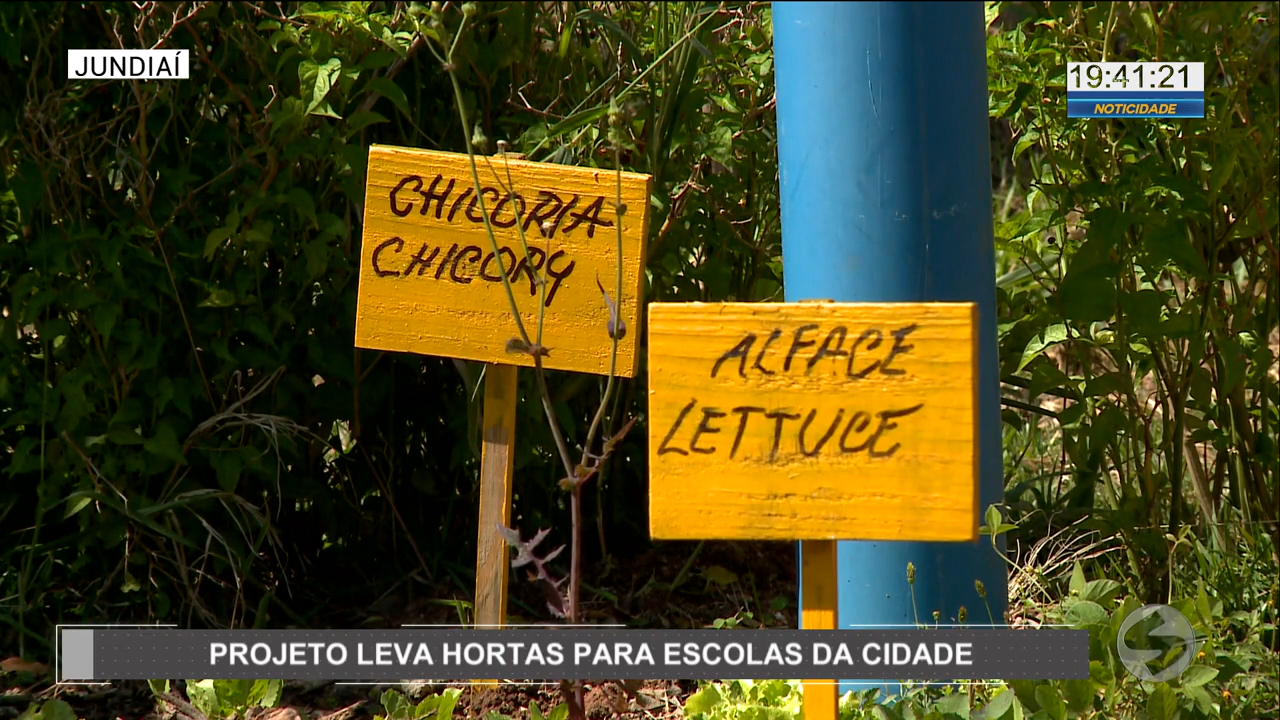 JUNDIAÍ
19:41:21
NOTICIDADE
CHICORIA
CHICORY
ALFACE
LETTUCE
PROJETO LEVA HORTAS PARA ESCOLAS DA CIDADE